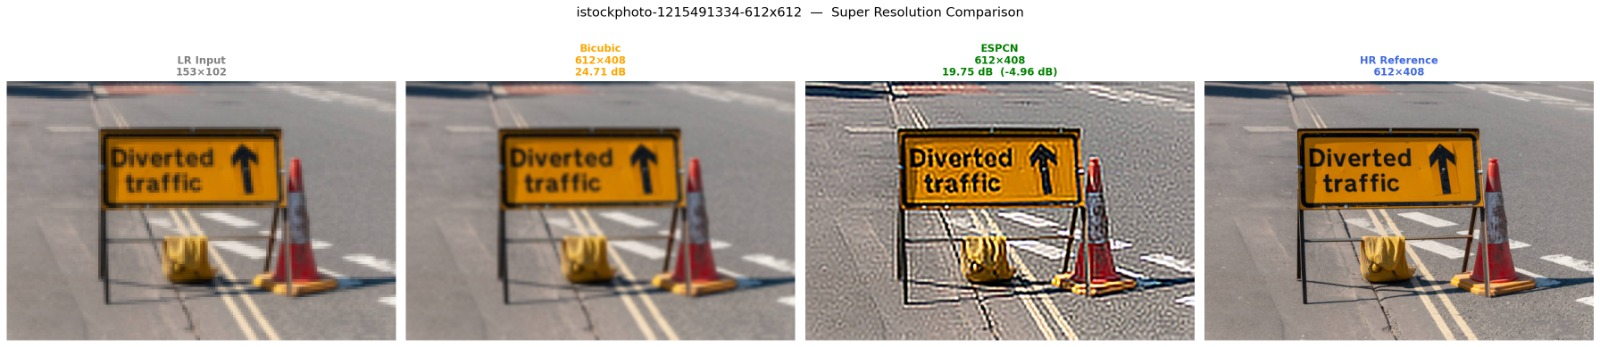 istockphoto-1215491334-612x612 — Super Resolution Comparison
LR Input
153×102
Bicubic
612×408
24.71 dB
ESPCN
612×408
19.75 dB (-4.96 dB)
HR Reference
612×408
Diverted
traffic
Diverted
traffic
Diverted
traffic
Diverted
traffic